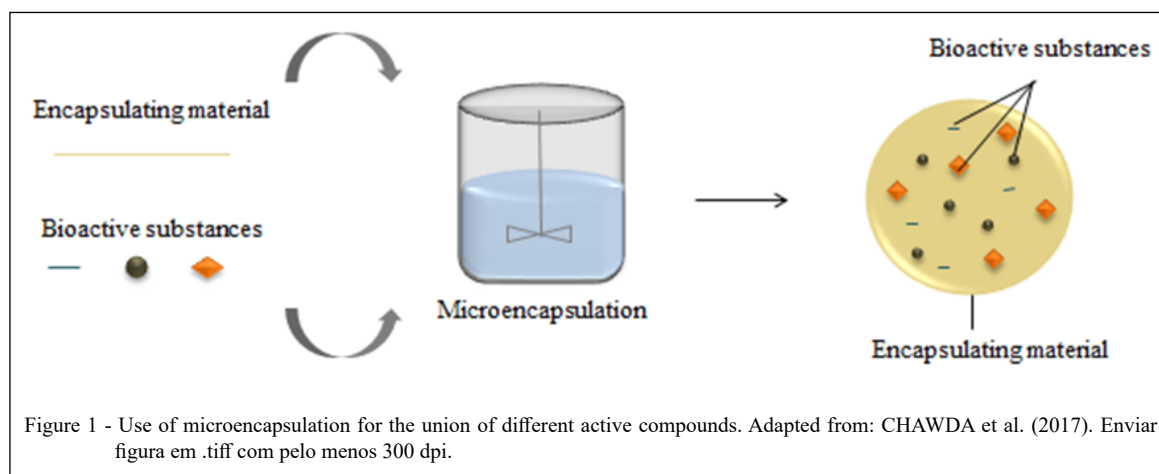 Bioactive substances
Encapsulating material
Bioactive substances
Microencapsulation
Encapsulating material
Figure 1 - Use of microencapsulation for the union of different active compounds. Adapted from: CHAWDA et al. (2017). Enviar
figura em .tiff com pelo menos 300 dpi.